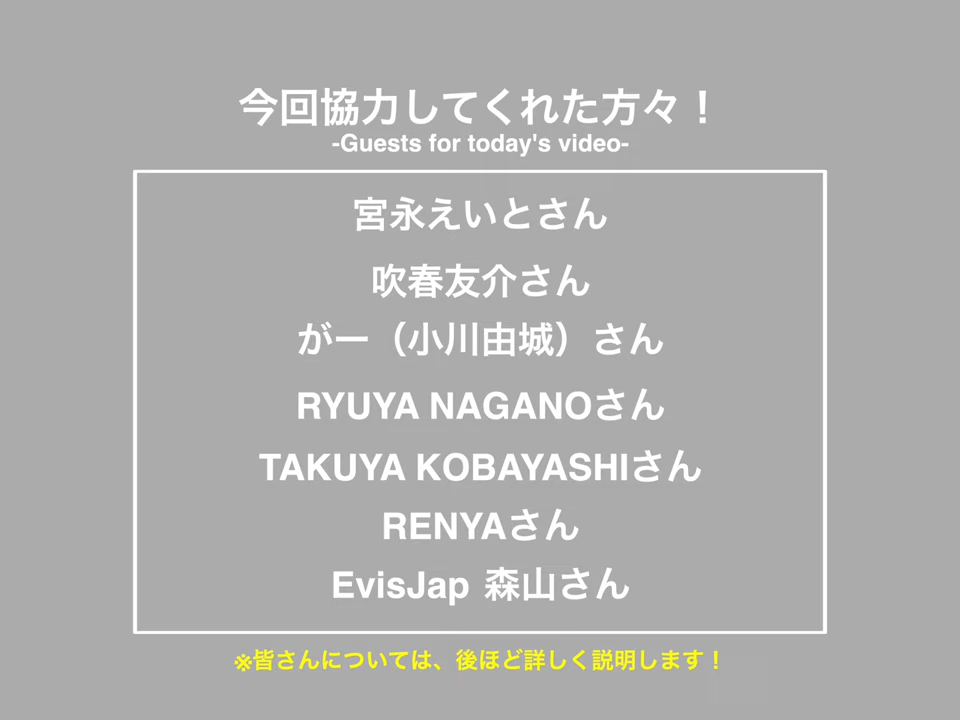 今回協力してくれた方々！
-Guests for today's video-
宮永えいとさん
吹春友介さん
がー（小川由城）さん
RYUYA NAGANOさん
TAKUYA KOBAYASHIさん
RENYAさん
EvisJap 森山さん
※皆さんについては、後ほど詳しく説明します！